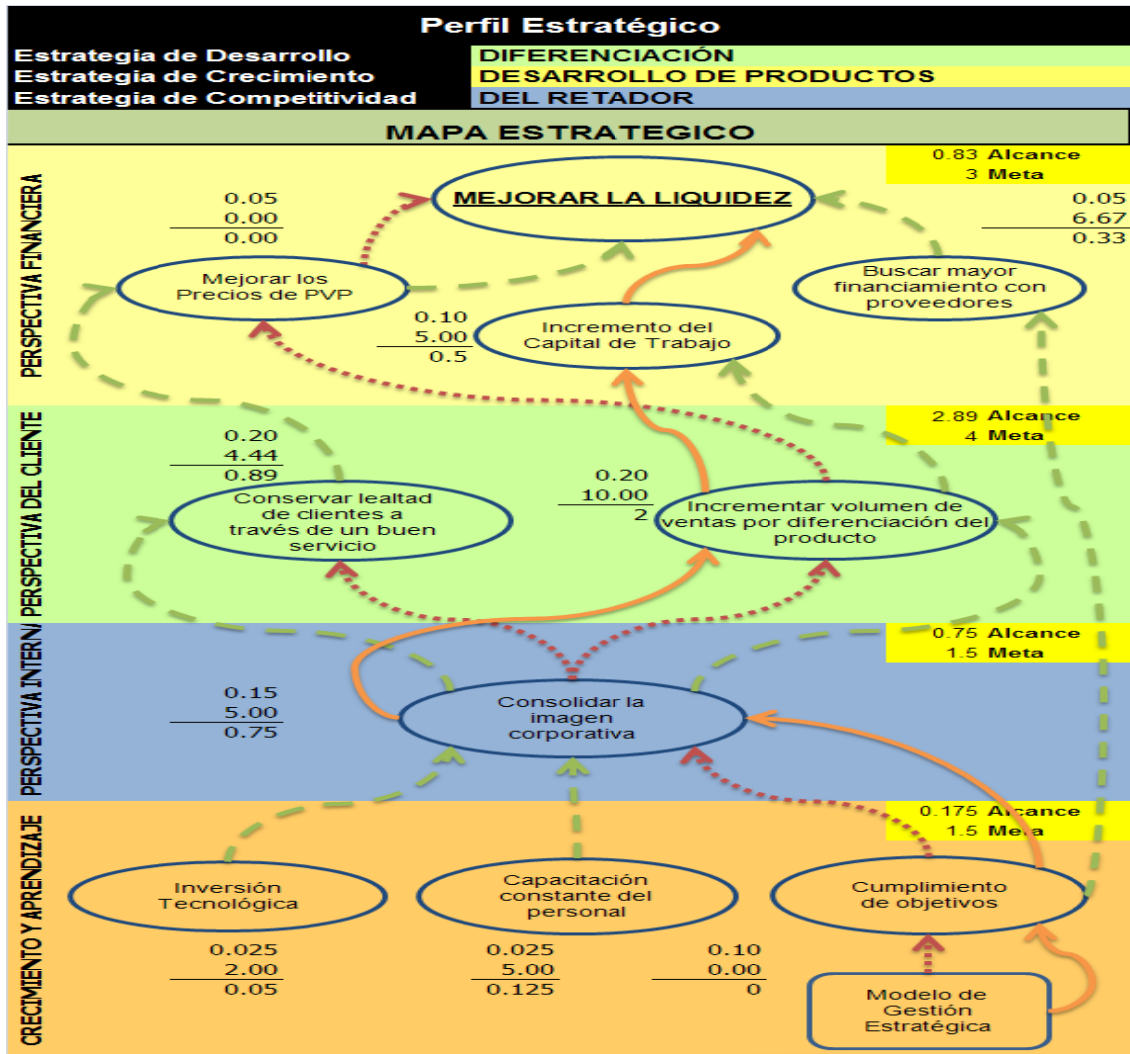 Perfil Estratégico
Estrategia de Desarrollo DIFERENCIACIÓN
Estrategia de Crecimiento DESARROLLO DE PRODUCTOS
Estrategia de Competitividad DEL RETADOR
MAPA ESTRATEGICO
PERSPECTIVA FINANCIERA
0.83 Alcance
3 Meta
MEJORAR LA LIQUIDEZ
0.05
0.00
0.00
0.05
6.67
0.33
Mejorar los
Precios de PVP
Buscar mayor
financiamiento con
proveedores
0.10
5.00
0.5
Incremento del
Capital de Trabajo
PERSPECTIVA DEL CLIENTE
2.89 Alcance
4 Meta
0.20
4.44
0.89
Conservar lealtad
de clientes a
través de un buen
servicio
0.20
10.00
2
Incrementar volumen de
ventas por diferenciación del
producto
PERSPECTIVA INTERNA
0.75 Alcance
1.5 Meta
0.15
5.00
0.75
Consolidar la
imagen
corporativa
CRECIMIENTO Y APRENDIZAJE
0.175 Alcance
1.5 Meta
Inversión
Tecnológica
Capacitación
constante del
personal
Cumplimiento
de objetivos
0.025
2.00
0.05
0.025
5.00
0.125
0.10
0.00
0
Modelo de
Gestión
Estratégica